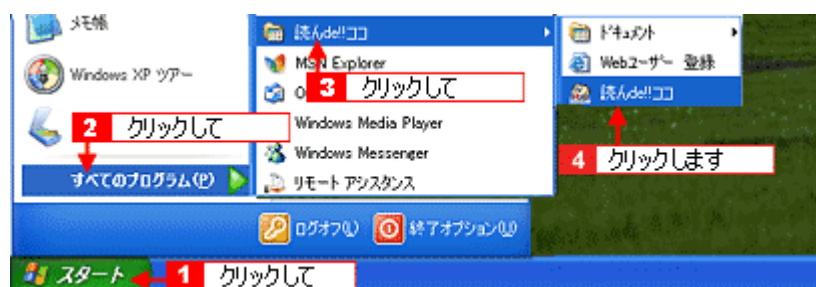 メモ帳
Windows XP ツアー
すべてのプログラム(P)
読んde!!ココ
MSN Explorer
O
Windows Media Player
Windows Messenger
リモート アシスタンス
ドキュメント
Webユーザー 登録
読んde!!ココ
ログオフ(L)
終了オプション(U)
スタート
1 クリックして
2 クリックして
3 クリックして
4 クリックします